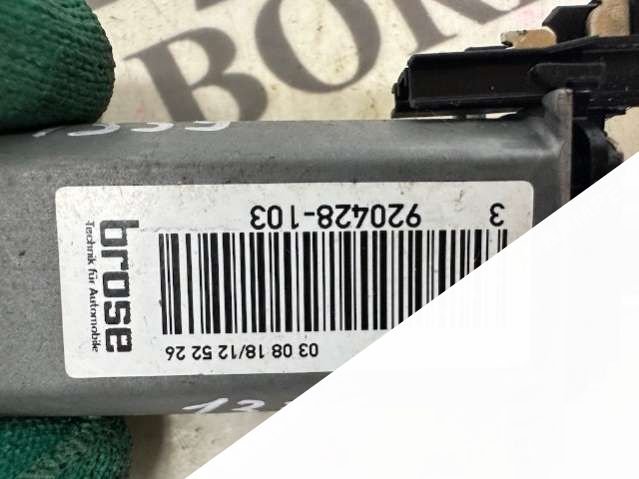 03 08 18/12 52 26
3 920428-103
brose
Technik für Automobile